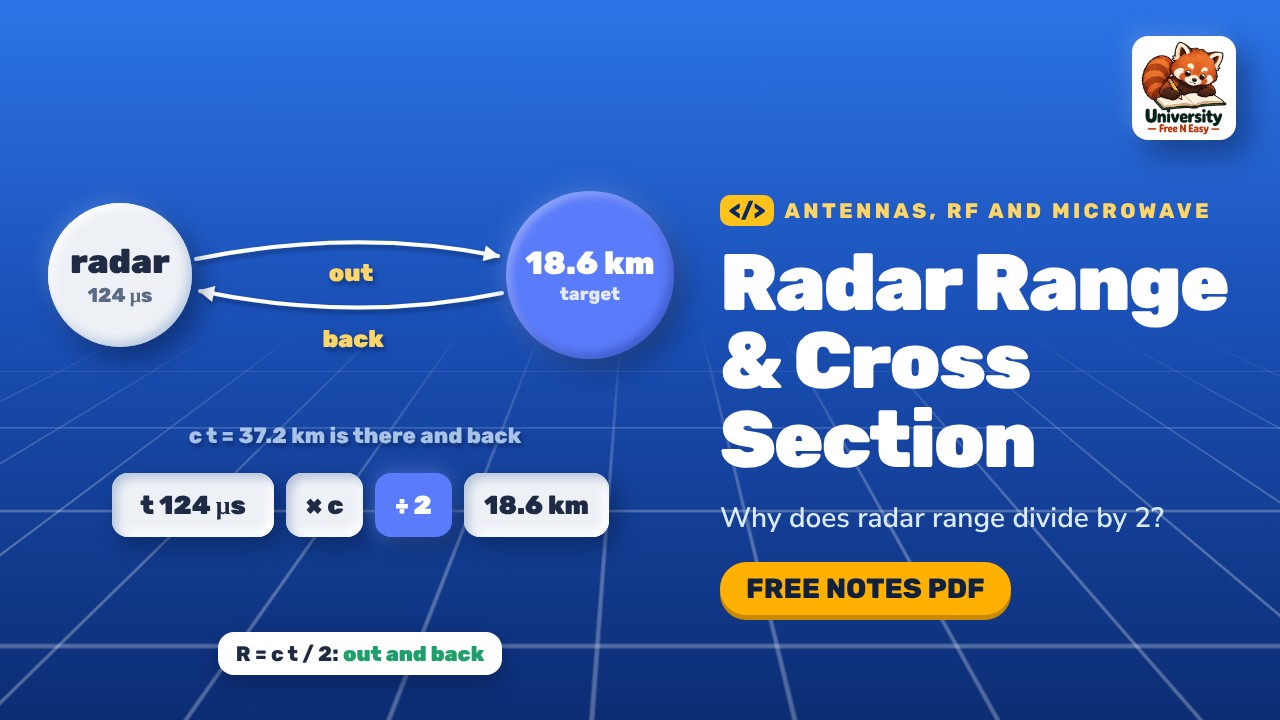 University
Free N Easy
radar
124 µs
out
back
18.6 km
target
c t = 37.2 km is there and back
t 124 µs
× c
÷ 2
18.6 km
R = c t / 2: out and back
</> ANTENNAS, RF AND MICROWAVE
Radar Range
& Cross
Section
Why does radar range divide by 2?
FREE NOTES PDF